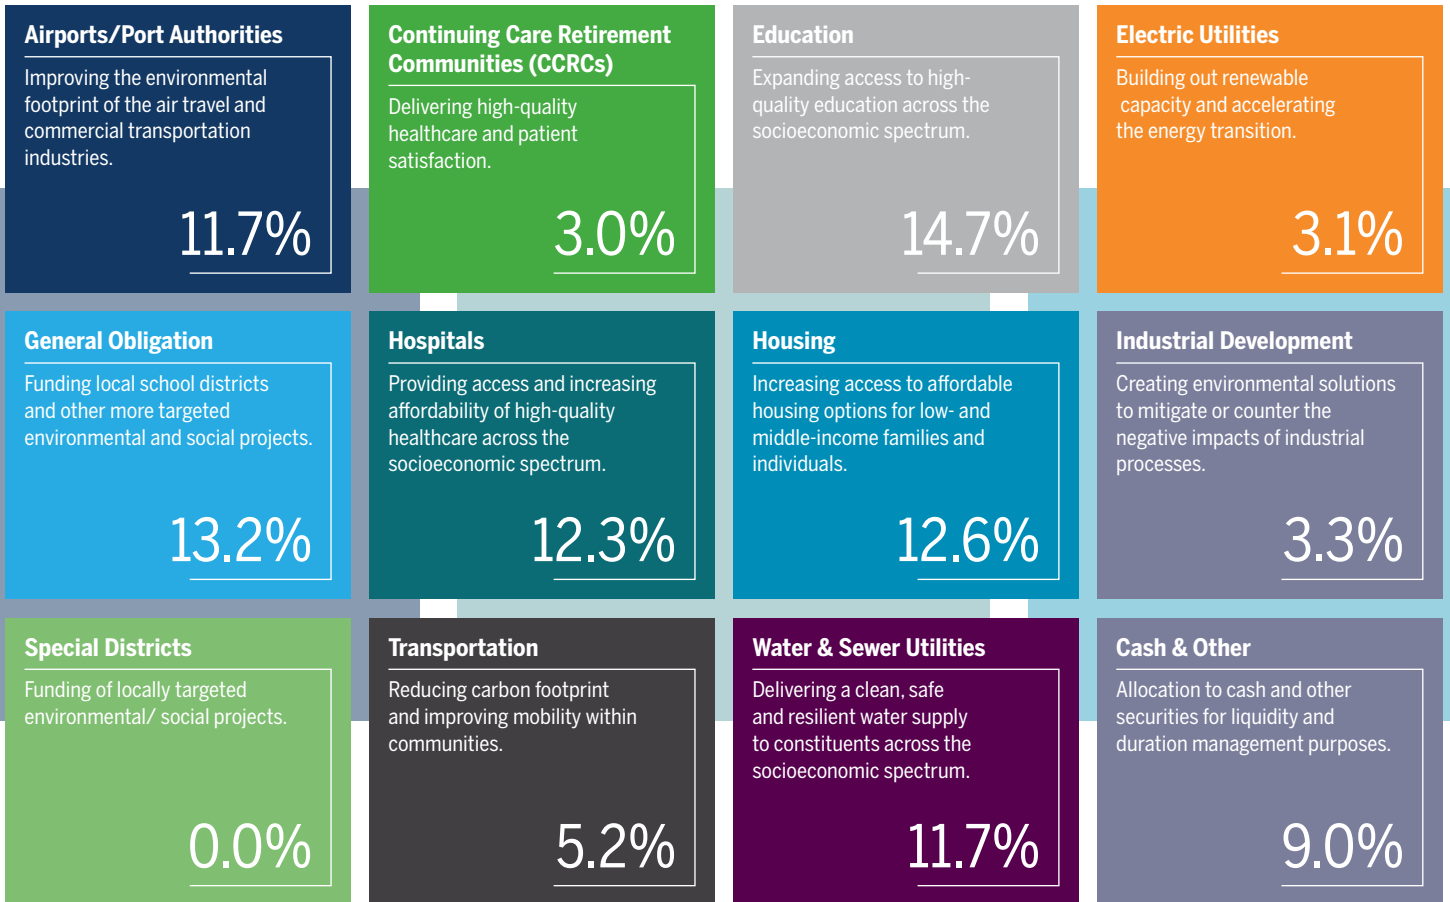 Airports/Port Authorities
Improving the environmental
footprint of the air travel and
commercial transportation
industries.
11.7%
Continuing Care Retirement
Communities (CCRCs)
Delivering high-quality
healthcare and patient
satisfaction.
3.0%
Education
Expanding access to high-
quality education across the
socioeconomic spectrum.
14.7%
Electric Utilities
Building out renewable
capacity and accelerating
the energy transition.
3.1%
General Obligation
Funding local school districts
and other more targeted
environmental and social projects.
13.2%
Hospitals
Providing access and increasing
affordability of high-quality
healthcare across the
socioeconomic spectrum.
12.3%
Housing
Increasing access to affordable
housing options for low- and
middle-income families and
individuals.
12.6%
Industrial Development
Creating environmental solutions
to mitigate or counter the
negative impacts of industrial
processes.
3.3%
Special Districts
Funding of locally targeted
environmental/ social projects.
0.0%
Transportation
Reducing carbon footprint
and improving mobility within
communities.
5.2%
Water & Sewer Utilities
Delivering a clean, safe
and resilient water supply
to constituents across the
socioeconomic spectrum.
11.7%
Cash & Other
Allocation to cash and other
securities for liquidity and
duration management purposes.
9.0%